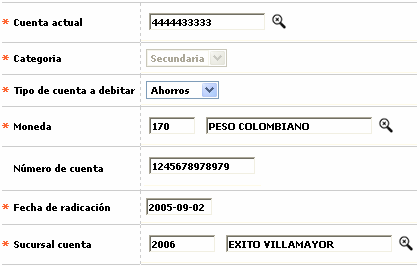 * Cuenta actual 4444433333
* Categoria Secundaria
* Tipo de cuenta a debitar Ahorros
* Moneda 170 PESO COLOMBIANO
Número de cuenta 1245678978979
* Fecha de radicación 2005-09-02
* Sucursal cuenta 2006 EXITO VILLAMAYOR